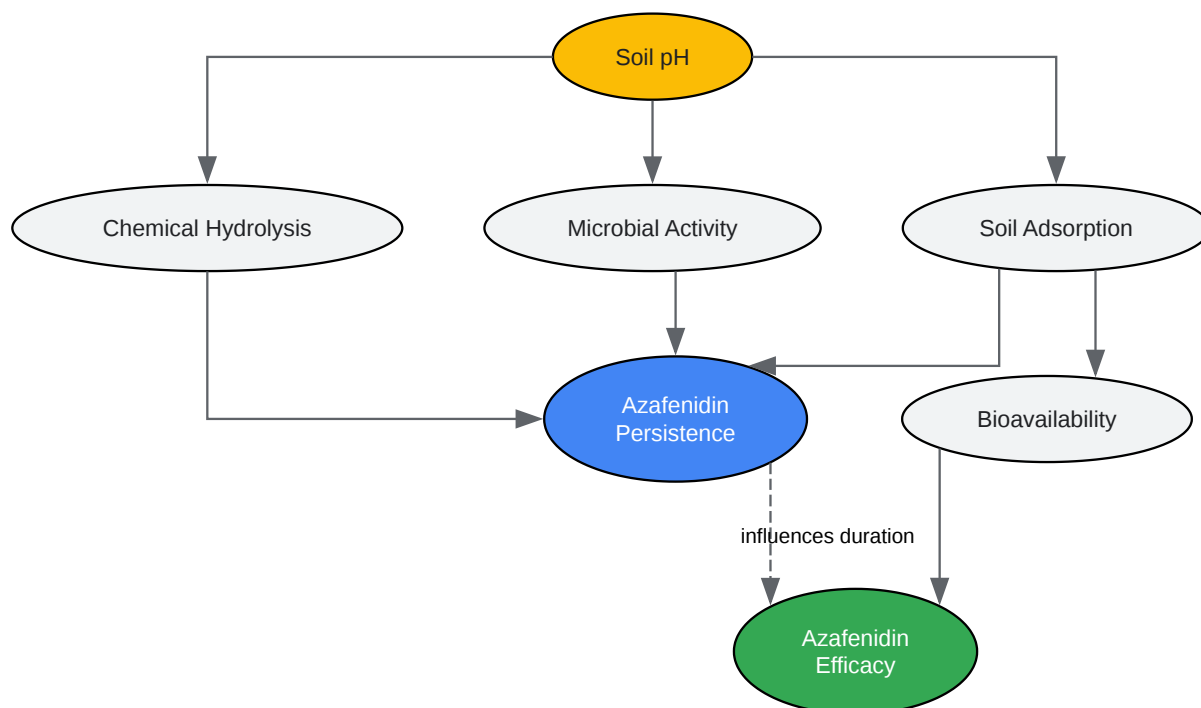 Soil pH
Chemical Hydrolysis
Microbial Activity
Soil Adsorption
Azafenidin
Persistence
Bioavailability
influences duration
Azafenidin
Efficacy